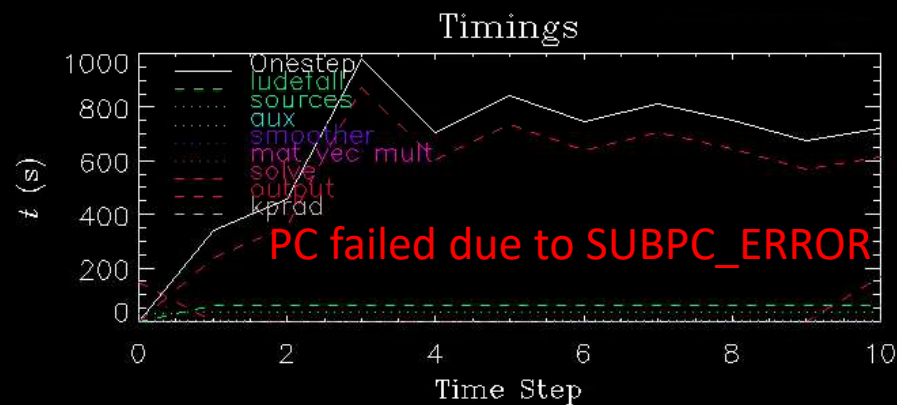 Timings
1000
800
600
400
200
0
t (s)
Onestep
ludefall
sources
aux
smoother
mat vec mult
solve
output
kprad
PC failed due to SUBPC_ERROR
0 2 4 6 8 10
Time Step